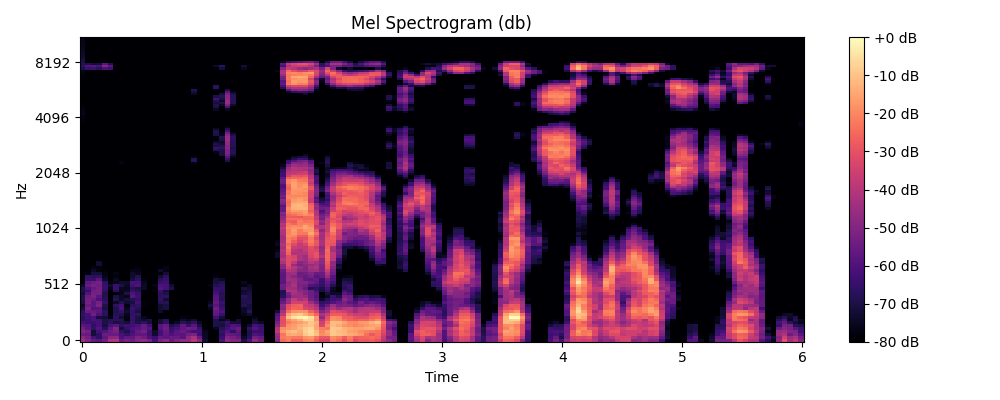 Mel Spectrogram (db)
8192
4096
2048
1024
512
0
Hz
0 1 2 3 4 5 6
Time
+0 dB
-10 dB
-20 dB
-30 dB
-40 dB
-50 dB
-60 dB
-70 dB
-80 dB